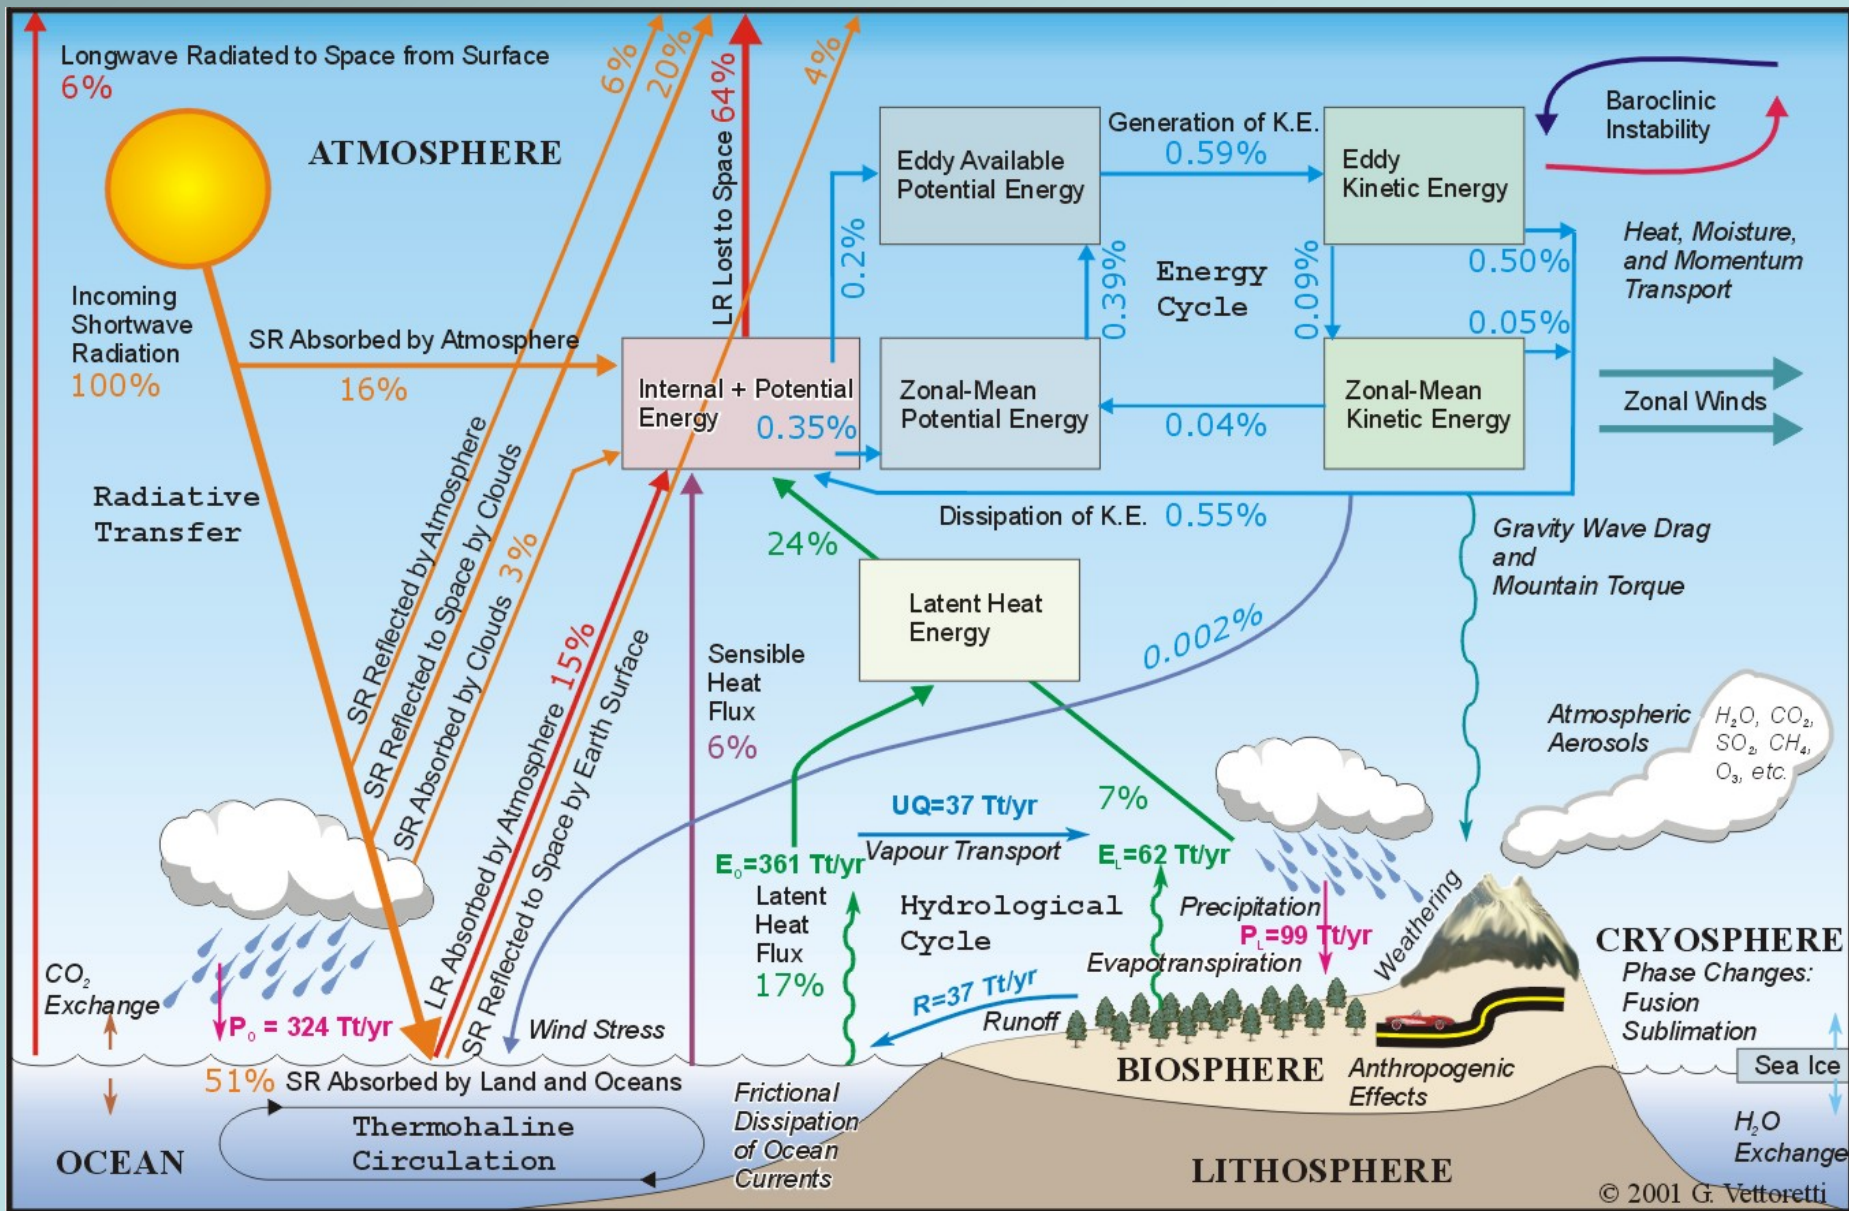 Longwave Radiated to Space from Surface
6%
ATMOSPHERE
Incoming
Shortwave
Radiation
100%
SR Absorbed by Atmosphere
16%
Radiative
Transfer
SR Reflected by Atmosphere
6%
SR Reflected to Space by Clouds
20%
SR Absorbed by Clouds 3%
LR Absorbed by Atmosphere 15%
SR Reflected to Space by Earth Surface
4%
LR Lost to Space 64%
Internal + Potential
Energy
0.35%
0.2%
Eddy Available
Potential Energy
Generation of K.E.
0.59%
Eddy
Kinetic Energy
Baroclinic
Instability
Heat, Moisture,
and Momentum
Transport
0.39%
Energy
Cycle
0.09%
0.50%
0.05%
Zonal-Mean
Potential Energy
0.04%
Zonal-Mean
Kinetic Energy
Zonal Winds
Dissipation of K.E. 0.55%
Gravity Wave Drag
and
Mountain Torque
24%
Latent Heat
Energy
0.002%
Sensible
Heat
Flux
6%
Atmospheric
Aerosols
H₂O, CO₂,
SO₂, CH₄,
O₃, etc.
7%
UQ=37 Tt/yr
Vapour Transport
E₀=361 Tt/yr
Latent
Heat
Flux
17%
E_L=62 Tt/yr
Hydrological
Cycle
Precipitation
P_L=99 Tt/yr
Weathering
Evapotranspiration
R=37 Tt/yr
Runoff
CRYOSPHERE
Phase Changes:
Fusion
Sublimation
CO₂
Exchange
P₀ = 324 Tt/yr
Wind Stress
51% SR Absorbed by Land and Oceans
Sea Ice
BIOSPHERE
Anthropogenic
Effects
Frictional
Dissipation
of Ocean
Currents
Thermohaline
Circulation
OCEAN
LITHOSPHERE
H₂O
Exchange
© 2001 G. Vettoretti